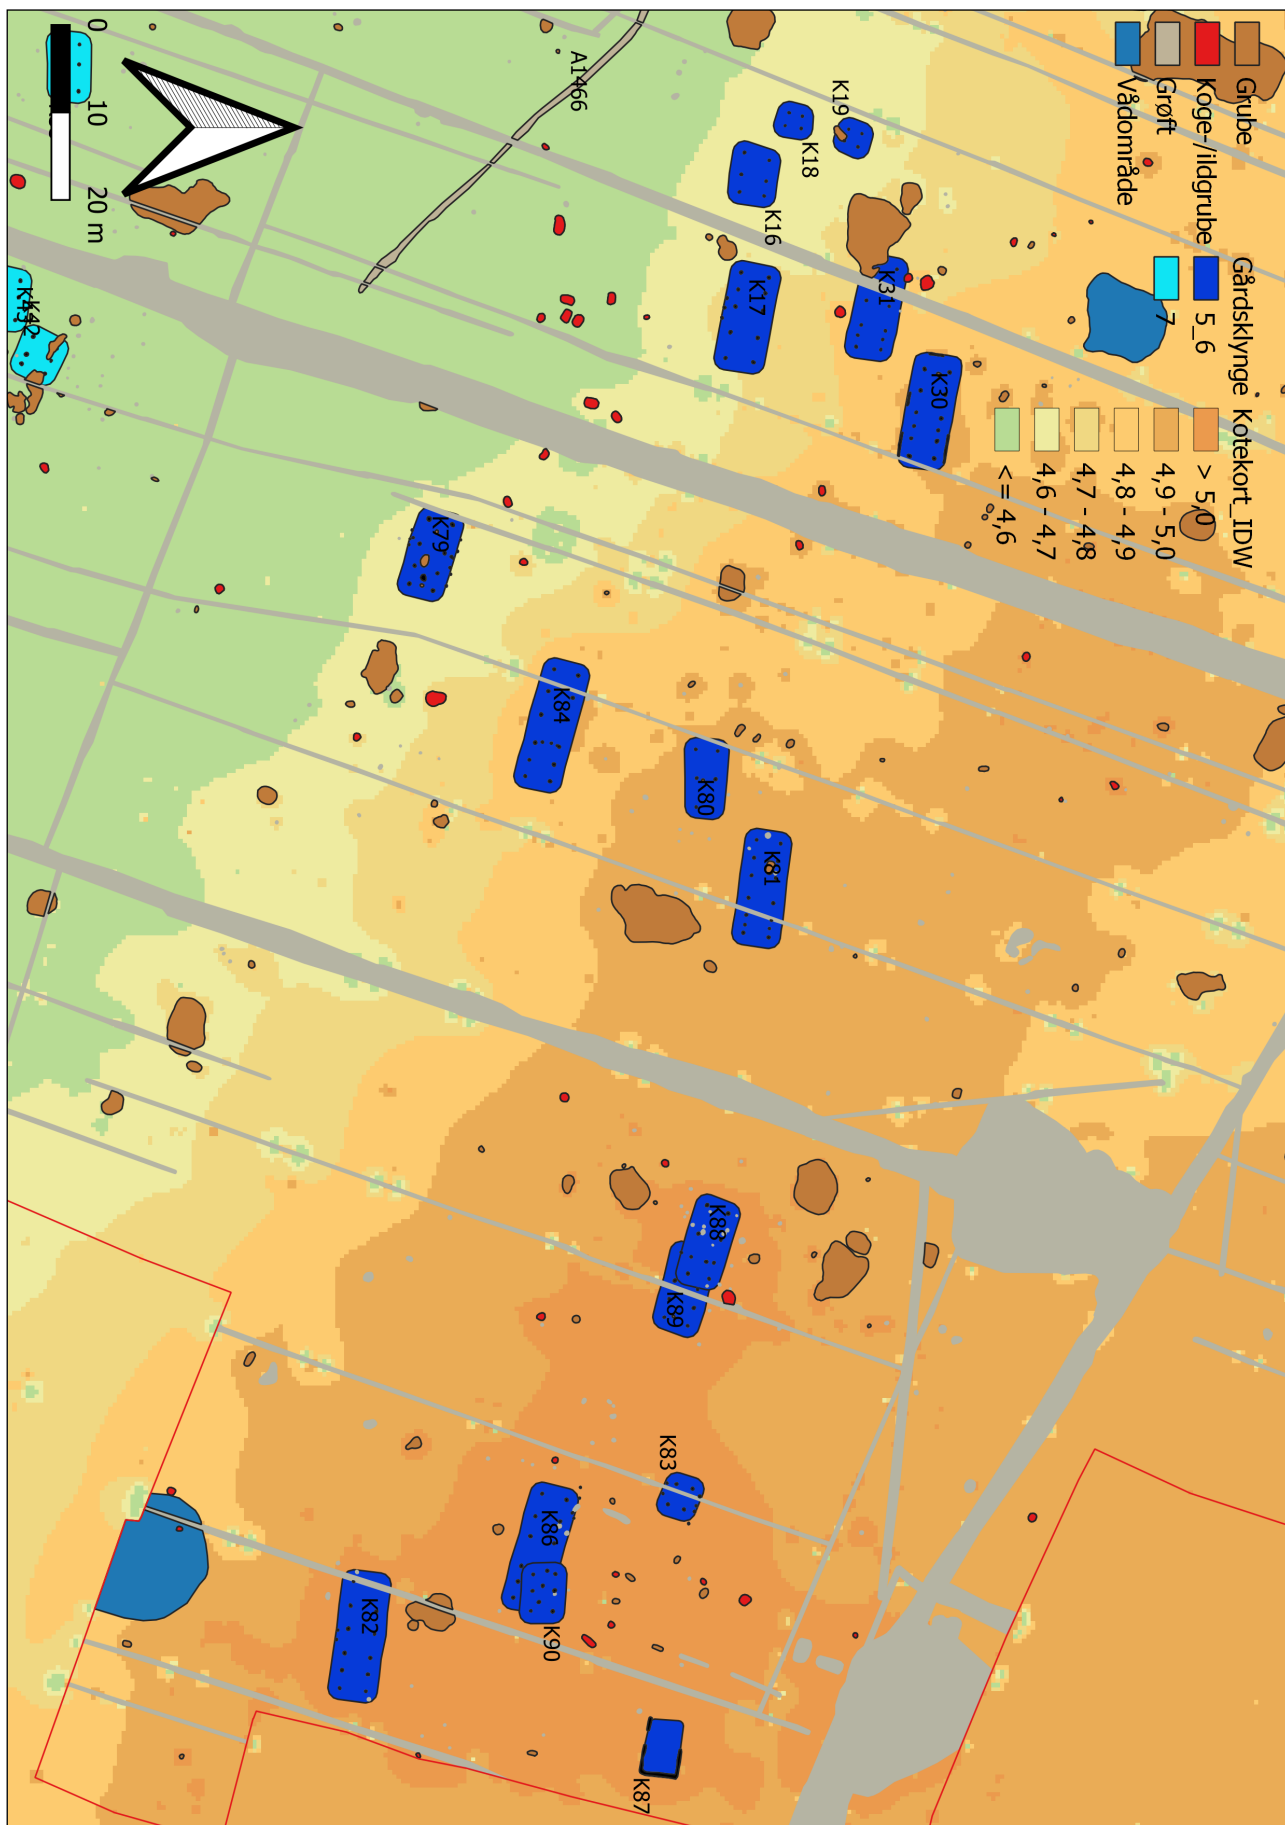 Grube
Koge-/ildgrube
Grøft
Vådområde
Gårdsklynge
5_6
7
Kotekort_IDW
> 5,0
4,9 - 5,0
4,8 - 4,9
4,7 - 4,8
4,6 - 4,7
<= 4,6
K19
K18
K16
K31
K17
K30
A1466
0
10
20 m
K42
K79
K84
K80
K81
K88
K89
K83
K86
K90
K82
K87